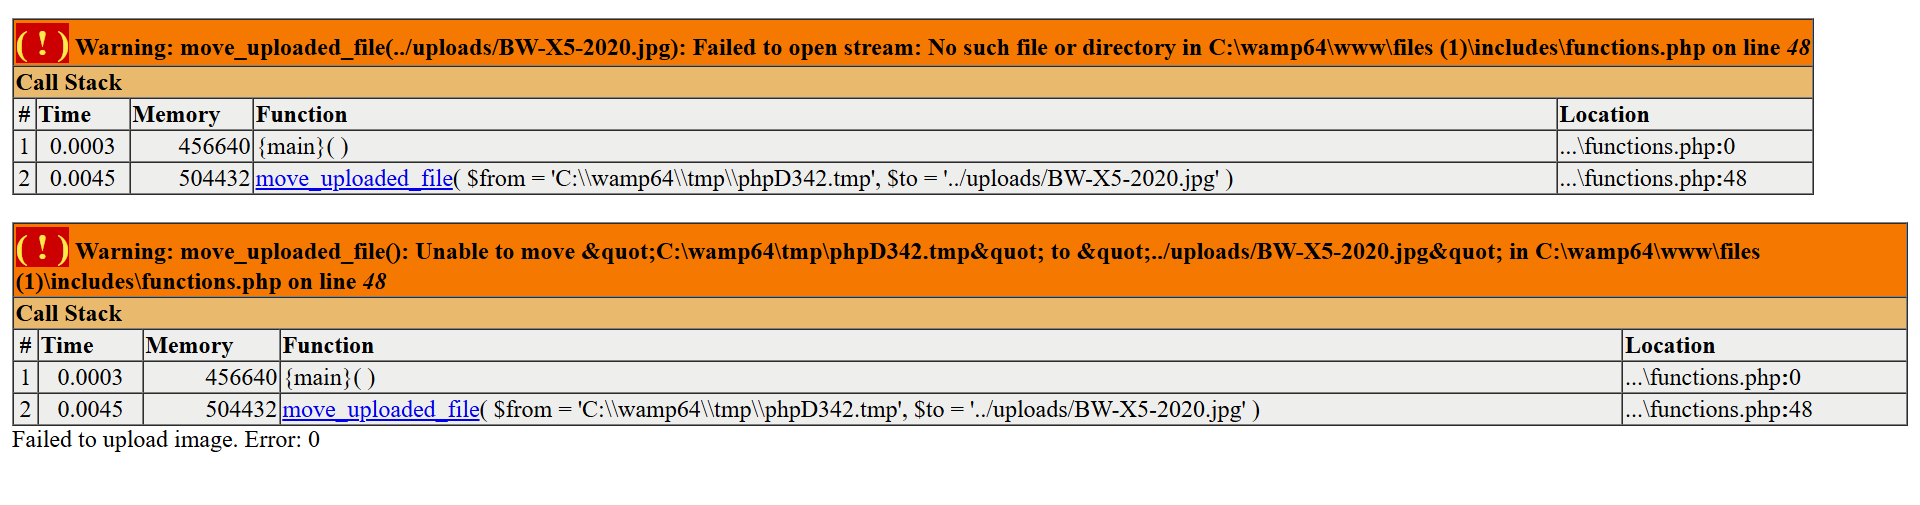 ( ! ) Warning: move_uploaded_file(../uploads/BW-X5-2020.jpg): Failed to open stream: No such file or directory in C:\wamp64\www\files (1)\includes\functions.php on line 48
Call Stack
# Time Memory Function Location
1 0.0003 456640 {main}( ) ...\functions.php:0
2 0.0045 504432 move_uploaded_file( $from = 'C:\\wamp64\\tmp\\phpD342.tmp', $to = '../uploads/BW-X5-2020.jpg' ) ...\functions.php:48
( ! ) Warning: move_uploaded_file(): Unable to move &quot;C:\wamp64\tmp\phpD342.tmp&quot; to &quot;../uploads/BW-X5-2020.jpg&quot; in C:\wamp64\www\files
(1)\includes\functions.php on line 48
Call Stack
# Time Memory Function Location
1 0.0003 456640 {main}( ) ...\functions.php:0
2 0.0045 504432 move_uploaded_file( $from = 'C:\\wamp64\\tmp\\phpD342.tmp', $to = '../uploads/BW-X5-2020.jpg' ) ...\functions.php:48
Failed to upload image. Error: 0